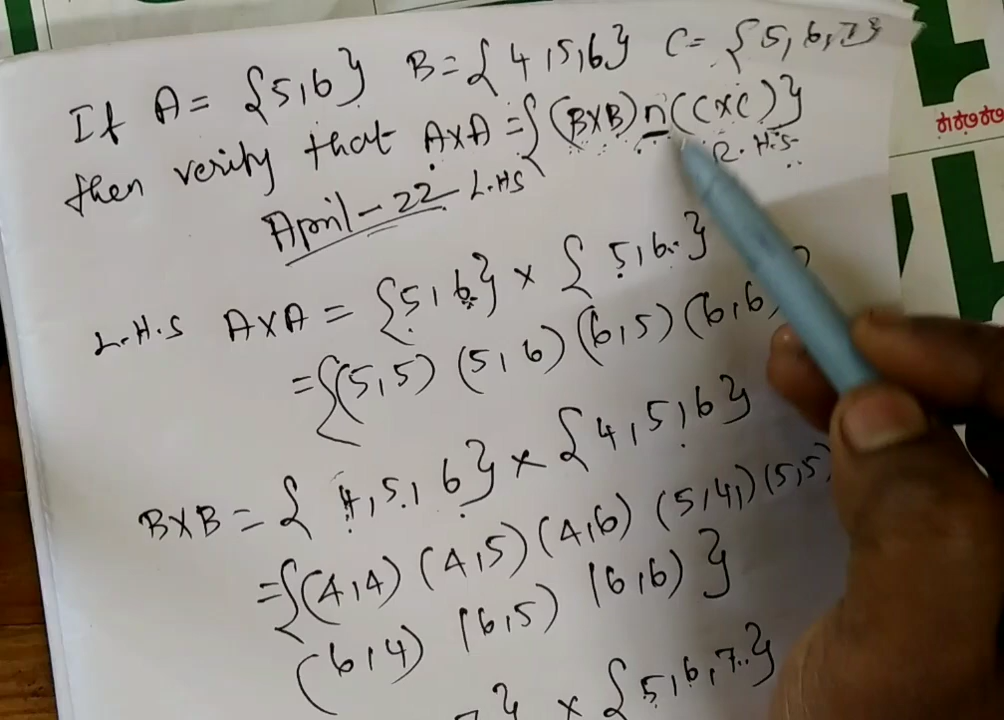 If A = {5,6} B = {4,5,6} C = {5,6,7}
then verify that A×A = {(B×B) n (C×C)}
April-22 L.HS R.H.S
L.H.S A×A = {5,6} × {5,6}
={(5,5) (5,6) (6,5) (6,6
B×B = { 4,5,6} × {4,5,6}
={(4,4) (4,5) (4,6) (5,4) (5,5)
(6,4) (6,5) (6,6) }
} × {5,6,7}